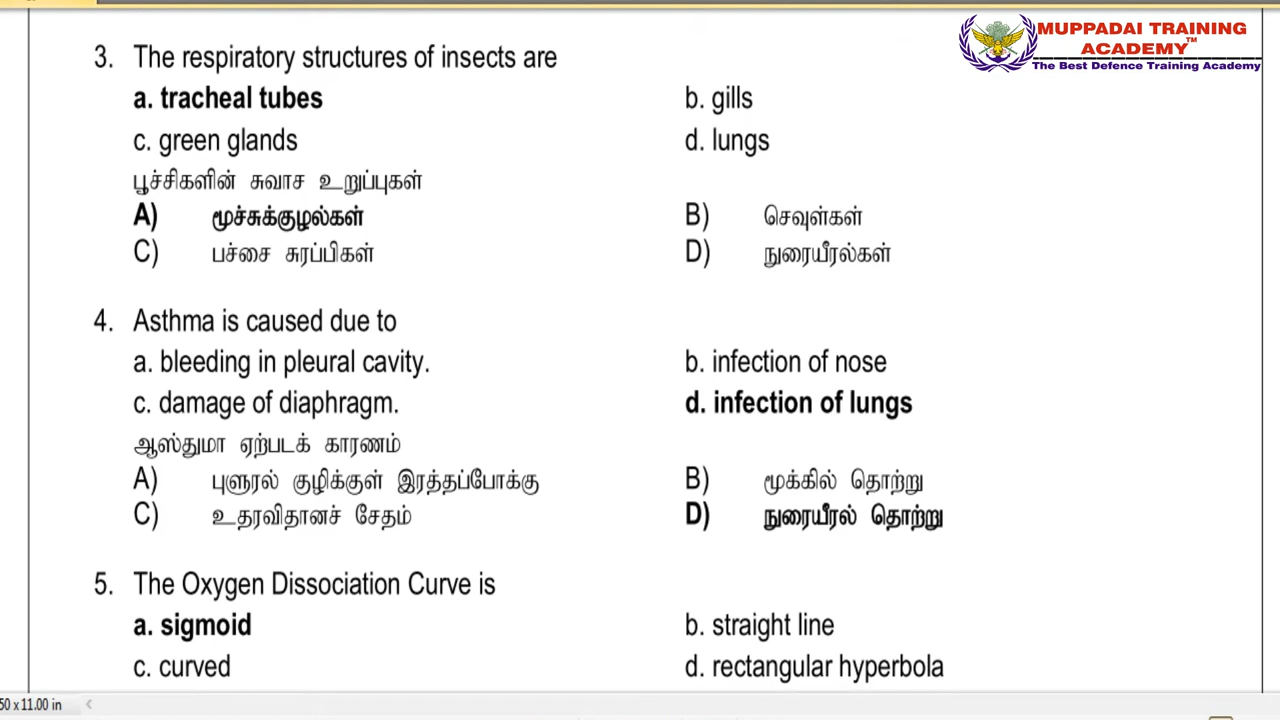 MUPPADAI TRAINING
ACADEMY™
The Best Defence Training Academy
3. The respiratory structures of insects are
a. tracheal tubes b. gills
c. green glands d. lungs
பூச்சிகளின் சுவாச உறுப்புகள்
A) மூச்சுக்குழல்கள் B) செவுள்கள்
C) பச்சை சுரப்பிகள் D) நுரையீரல்கள்
4. Asthma is caused due to
a. bleeding in pleural cavity. b. infection of nose
c. damage of diaphragm. d. infection of lungs
ஆஸ்துமா ஏற்படக் காரணம்
A) புளுரல் குழிக்குள் இரத்தப்போக்கு B) மூக்கில் தொற்று
C) உதரவிதானச் சேதம் D) நுரையீரல் தொற்று
5. The Oxygen Dissociation Curve is
a. sigmoid b. straight line
c. curved d. rectangular hyperbola
50 x 11.00 in